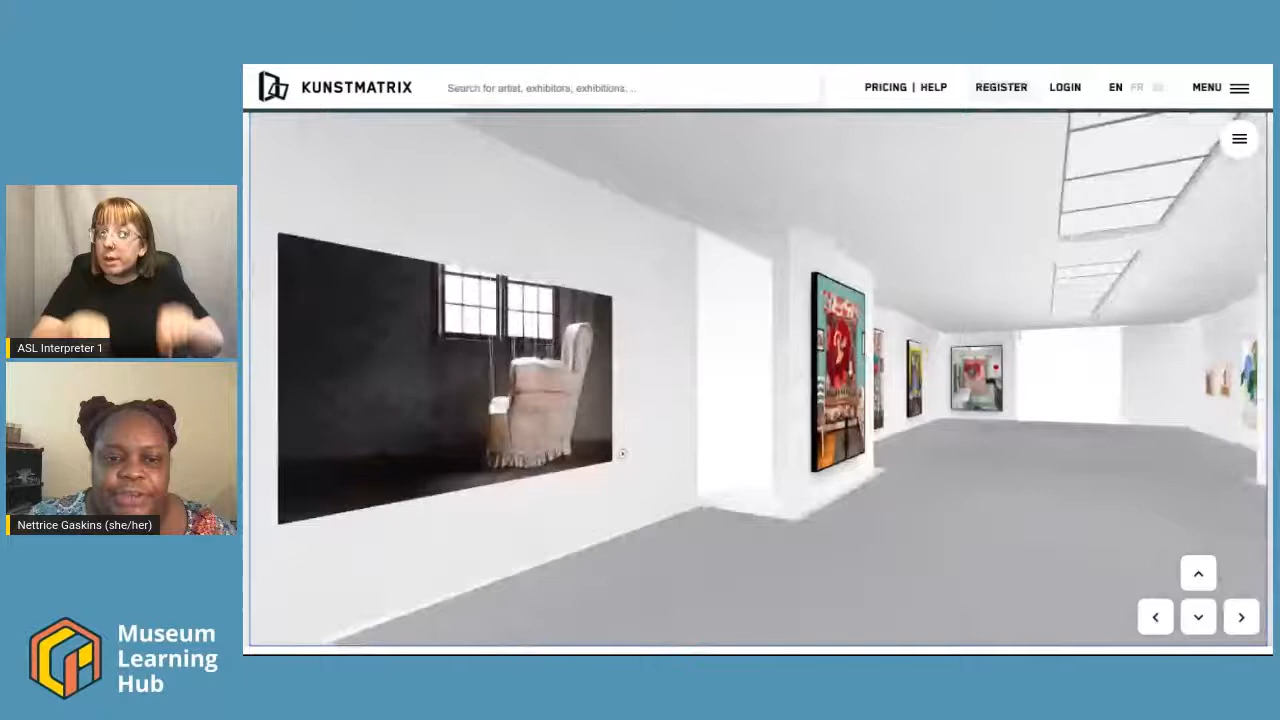 KUNSTMATRIX
Search for artist, exhibitors, exhibitions, ...
PRICING | HELP
REGISTER
LOGIN
EN FR
MENU
ASL Interpreter 1
Nettrice Gaskins (she/her)
Museum
Learning
Hub